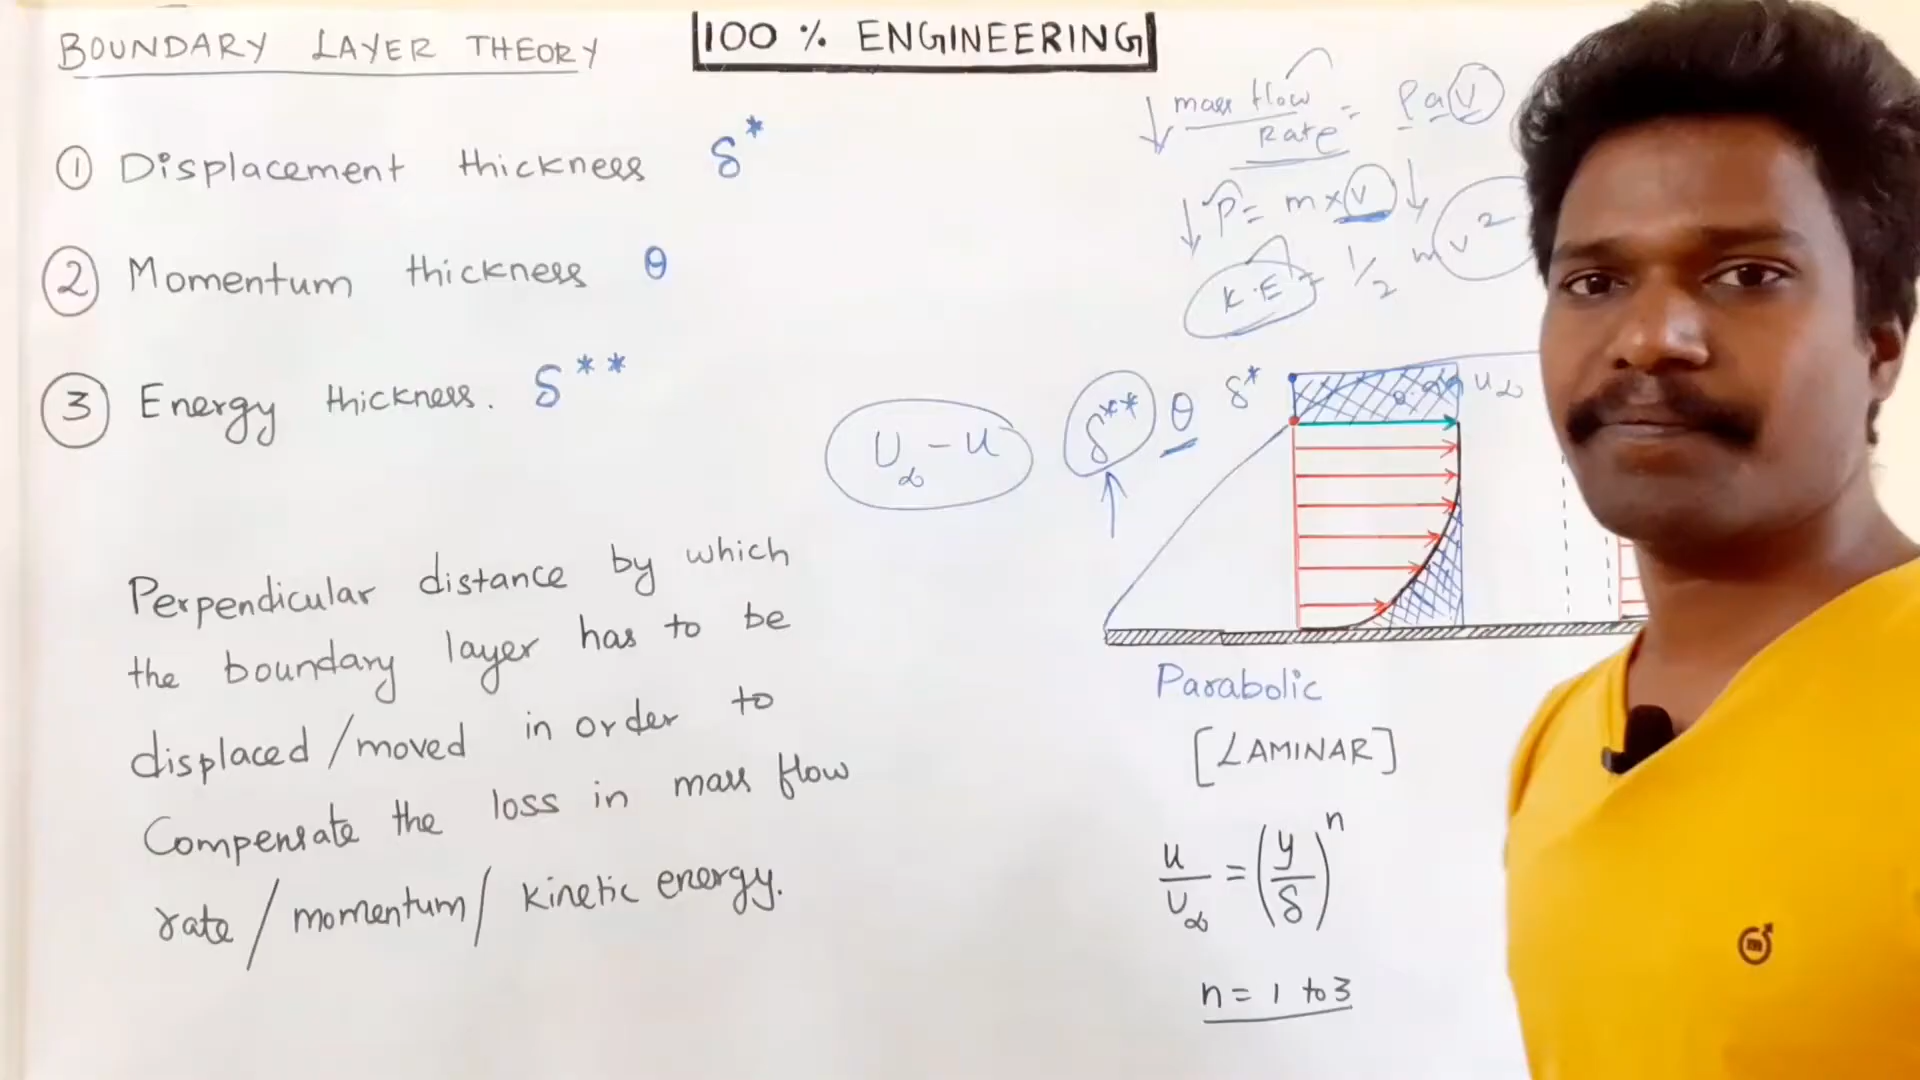 BOUNDARY LAYER THEORY
100 % ENGINEERING
① Displacement thickness δ*
② Momentum thickness θ
③ Energy thickness. δ**
Perpendicular distance by which
the boundary layer has to be
displaced/moved in order to
Compensate the loss in mass flow
rate/momentum/kinetic energy.
U∞ - u
↓ mass flow
Rate = ρ a V
↓ P = m × v ↓
K.E = 1/2 m v²
δ** θ δ*
u∞
Parabolic
[LAMINAR]
u/U∞ = (y/δ)ⁿ
n = 1 to 3
m